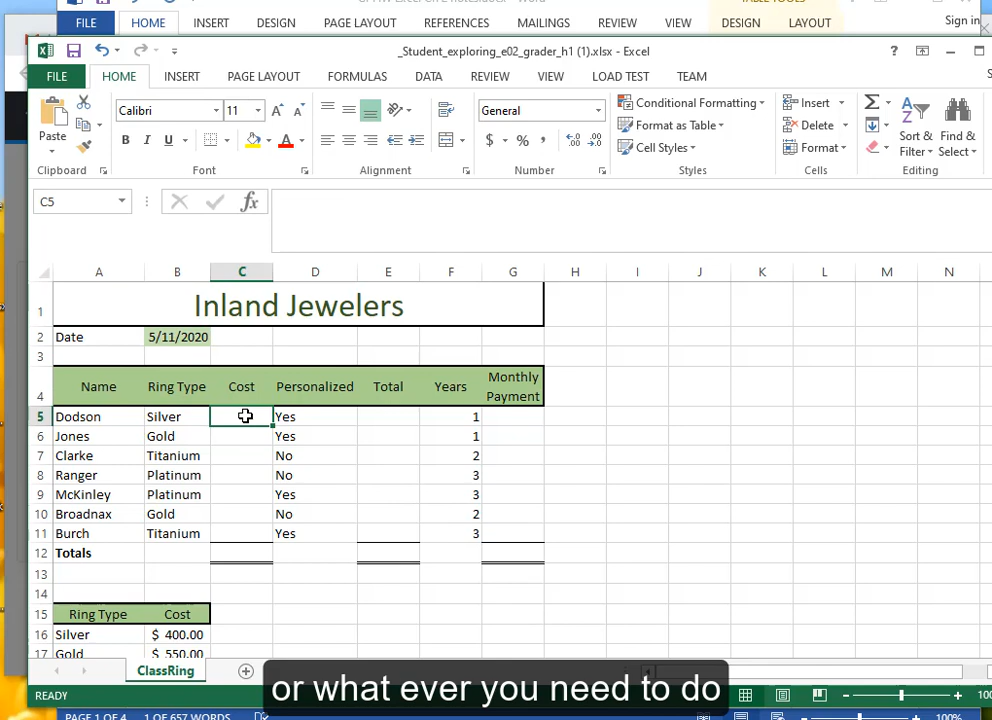 FILE HOME INSERT DESIGN PAGE LAYOUT REFERENCES MAILINGS REVIEW VIEW DESIGN LAYOUT Sign in
_Student_exploring_e02_grader_h1 (1).xlsx - Excel ?
FILE HOME INSERT PAGE LAYOUT FORMULAS DATA REVIEW VIEW LOAD TEST TEAM
Paste
Calibri 11
B I U A
General
$ % ,
Conditional Formatting
Format as Table
Cell Styles
Insert
Delete
Format
Sort & Filter
Find & Select
Clipboard Font Alignment Number Styles Cells Editing
C5 fx
A B C D E F G H I J K L M N
1 Inland Jewelers
2 Date 5/11/2020
3
4 Name Ring Type Cost Personalized Total Years Monthly Payment
5 Dodson Silver Yes 1
6 Jones Gold Yes 1
7 Clarke Titanium No 2
8 Ranger Platinum No 3
9 McKinley Platinum Yes 3
10 Broadnax Gold No 2
11 Burch Titanium Yes 3
12 Totals
13
14
15 Ring Type Cost
16 Silver $ 400.00
17 Gold $ 550.00
ClassRing
or what ever you need to do
READY
PAGE 1 OF 4 1 OF 657 WORDS 100%